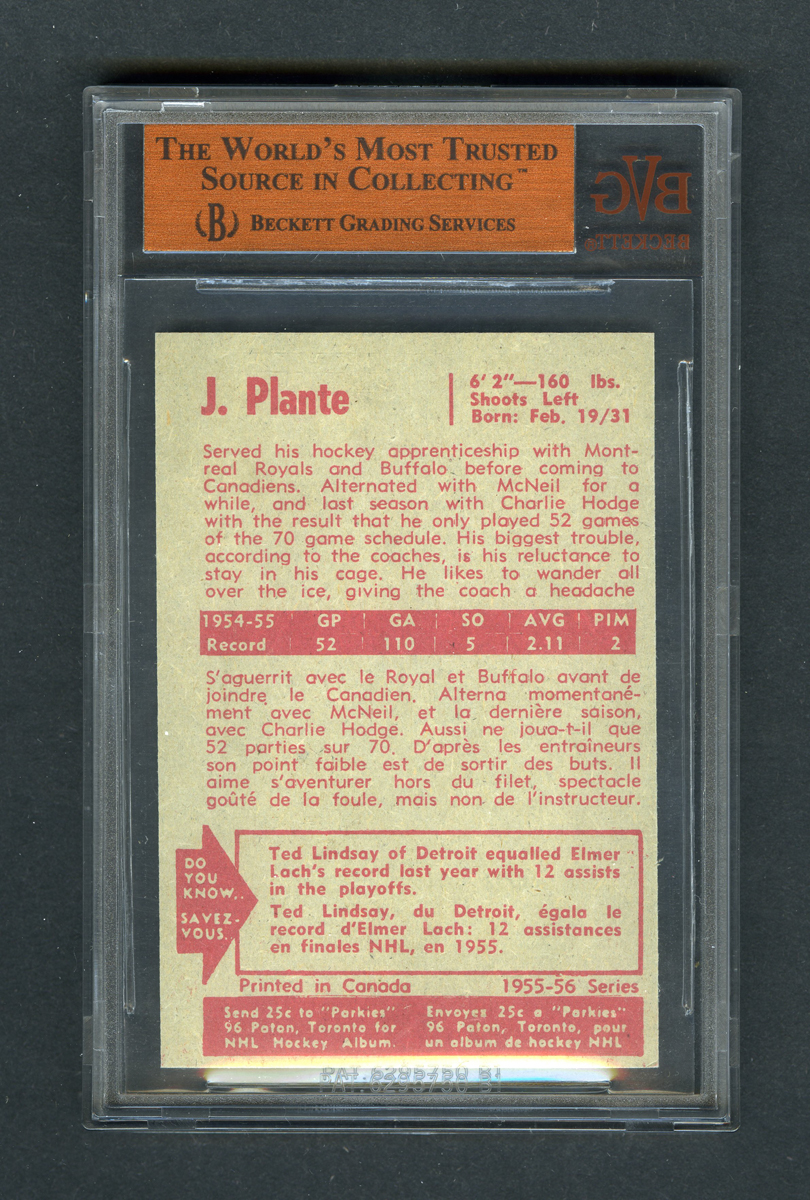 THE WORLD'S MOST TRUSTED
SOURCE IN COLLECTING™
(B) BECKETT GRADING SERVICES
BVG
BECKETT®
J. Plante
6' 2"—160 lbs.
Shoots Left
Born: Feb. 19/31
Served his hockey apprenticeship with Mont-
real Royals and Buffalo before coming to
Canadiens. Alternated with McNeil for a
while, and last season with Charlie Hodge
with the result that he only played 52 games
of the 70 game schedule. His biggest trouble,
according to the coaches, is his reluctance to
stay in his cage. He likes to wander all
over the ice, giving the coach a headache
1954-55 GP GA SO AVG PIM
Record 52 110 5 2.11 2
S'aguerrit avec le Royal et Buffalo avant de
joindre le Canadien. Alterna momentané-
ment avec McNeil, et la dernière saison,
avec Charlie Hodge. Aussi ne joua-t-il que
52 parties sur 70. D'après les entraîneurs
son point faible est de sortir des buts. Il
aime s'aventurer hors du filet, spectacle
goûté de la foule, mais non de l'instructeur.
DO
YOU
KNOW..
SAVEZ-
VOUS.
Ted Lindsay of Detroit equalled Elmer
Lach's record last year with 12 assists
in the playoffs.
Ted Lindsay, du Detroit, égala le
record d'Elmer Lach: 12 assistances
en finales NHL, en 1955.
Printed in Canada 1955-56 Series
Send 25c to "Parkies"
96 Paton, Toronto for
NHL Hockey Album.
Envoyez 25c a "Parkies"
96 Paton, Toronto, pour
un album de hockey NHL